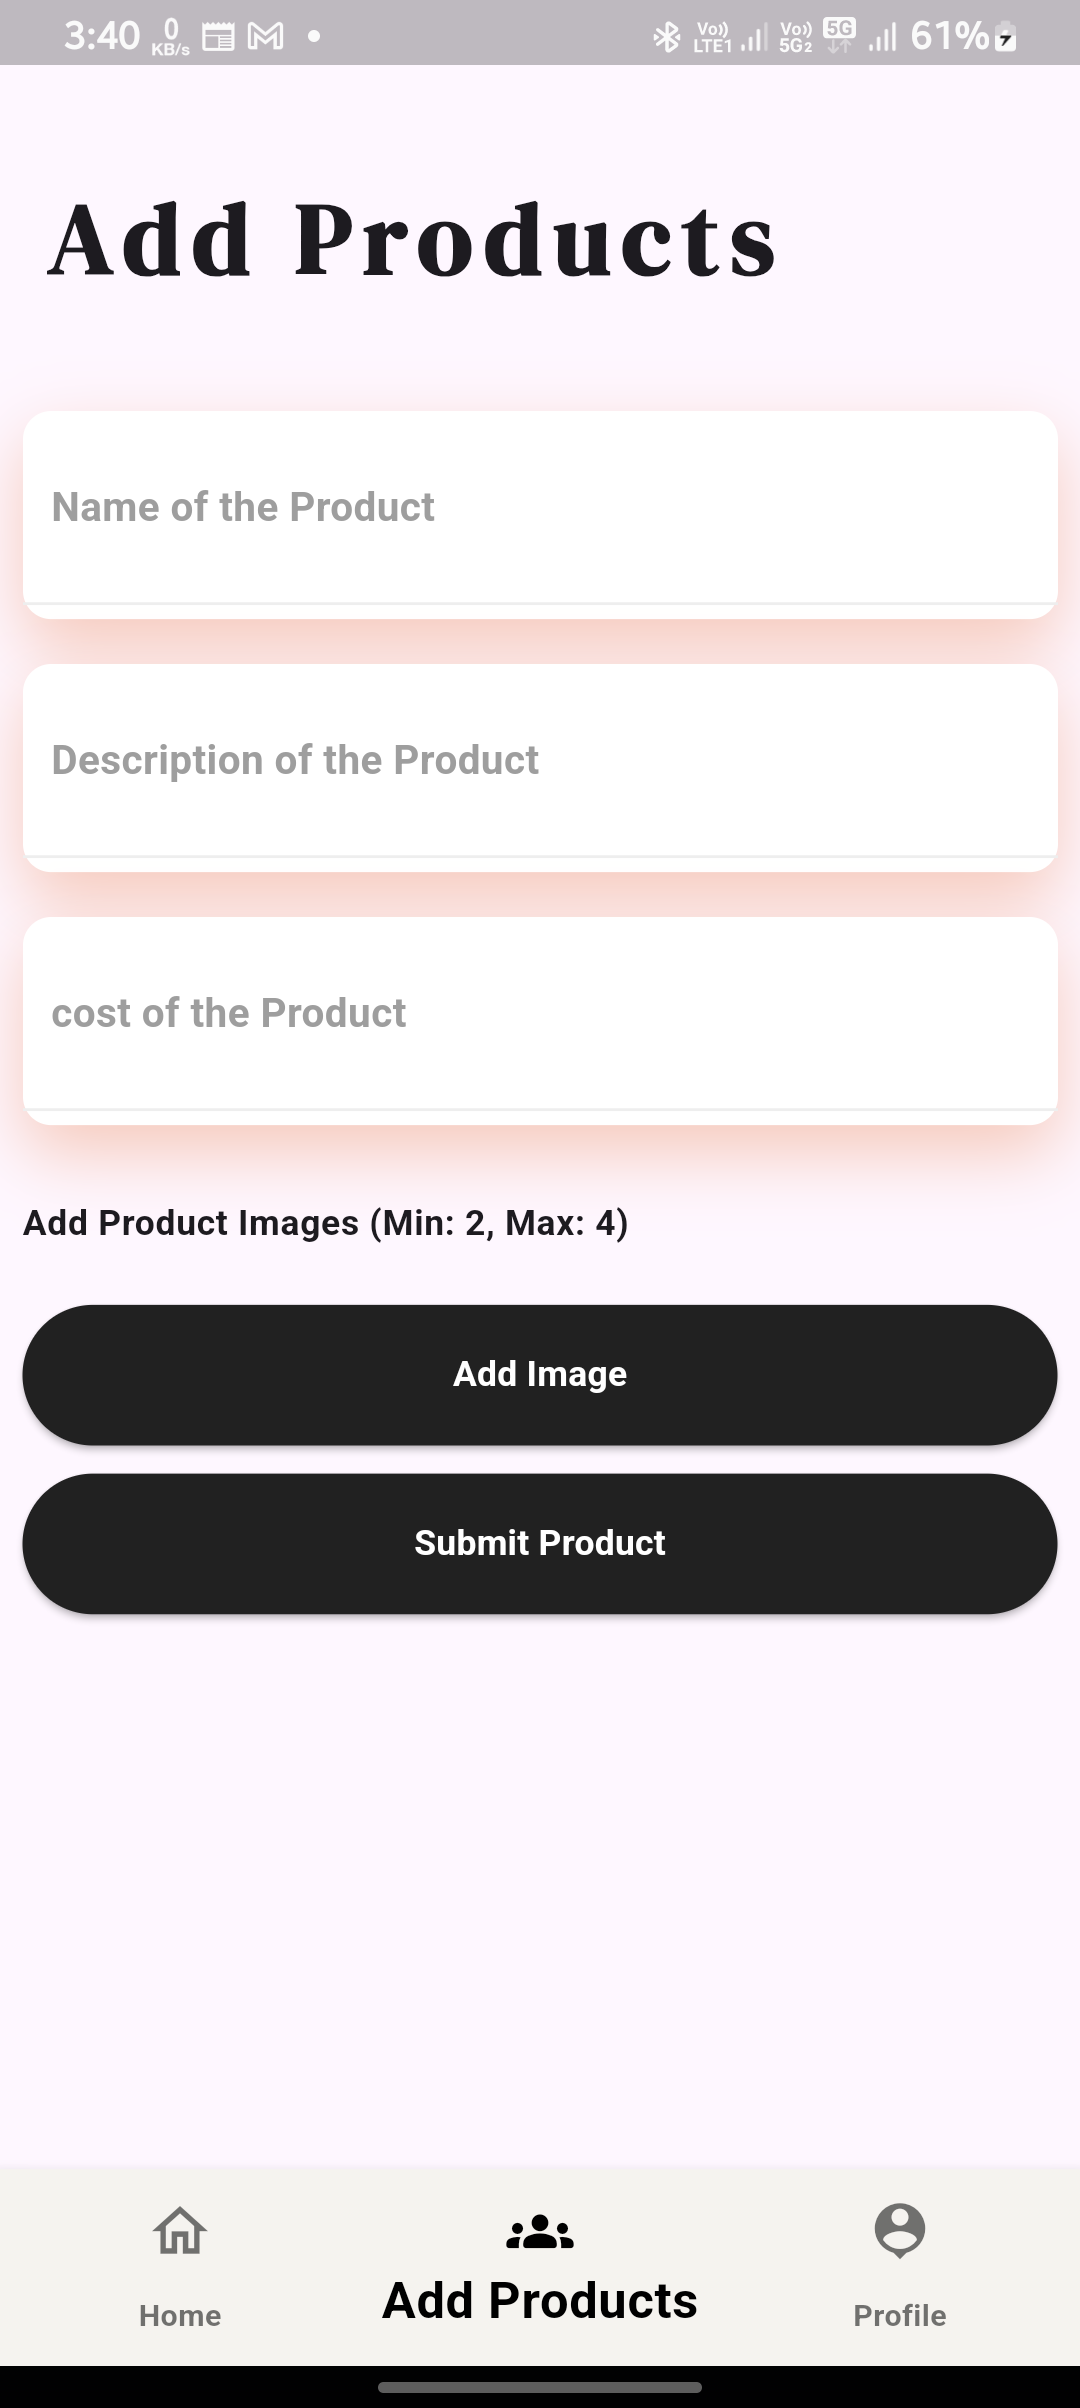 3:40 0 KB/s Vo)) LTE1 Vo)) 5G2 5G 61%
Add Products
Name of the Product
Description of the Product
cost of the Product
Add Product Images (Min: 2, Max: 4)
Add Image
Submit Product
Home Add Products Profile